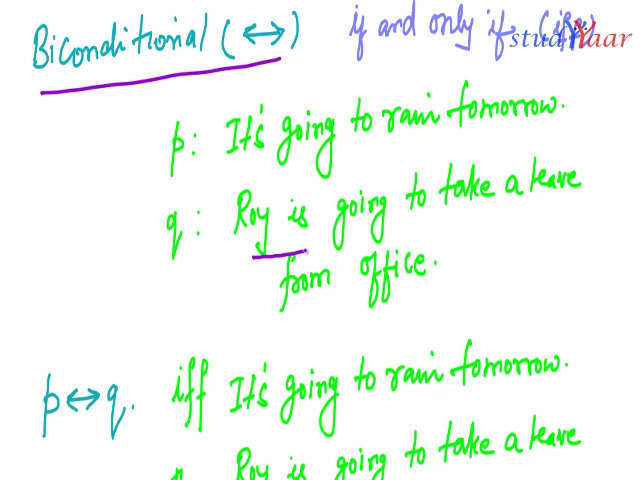 Biconditional (↔) if and only if (iff)
studyYaar
p: It's going to rain tomorrow.
q: Roy is going to take a leave
from office.
p↔q. iff It's going to rain tomorrow.
Roy is going to take a leave